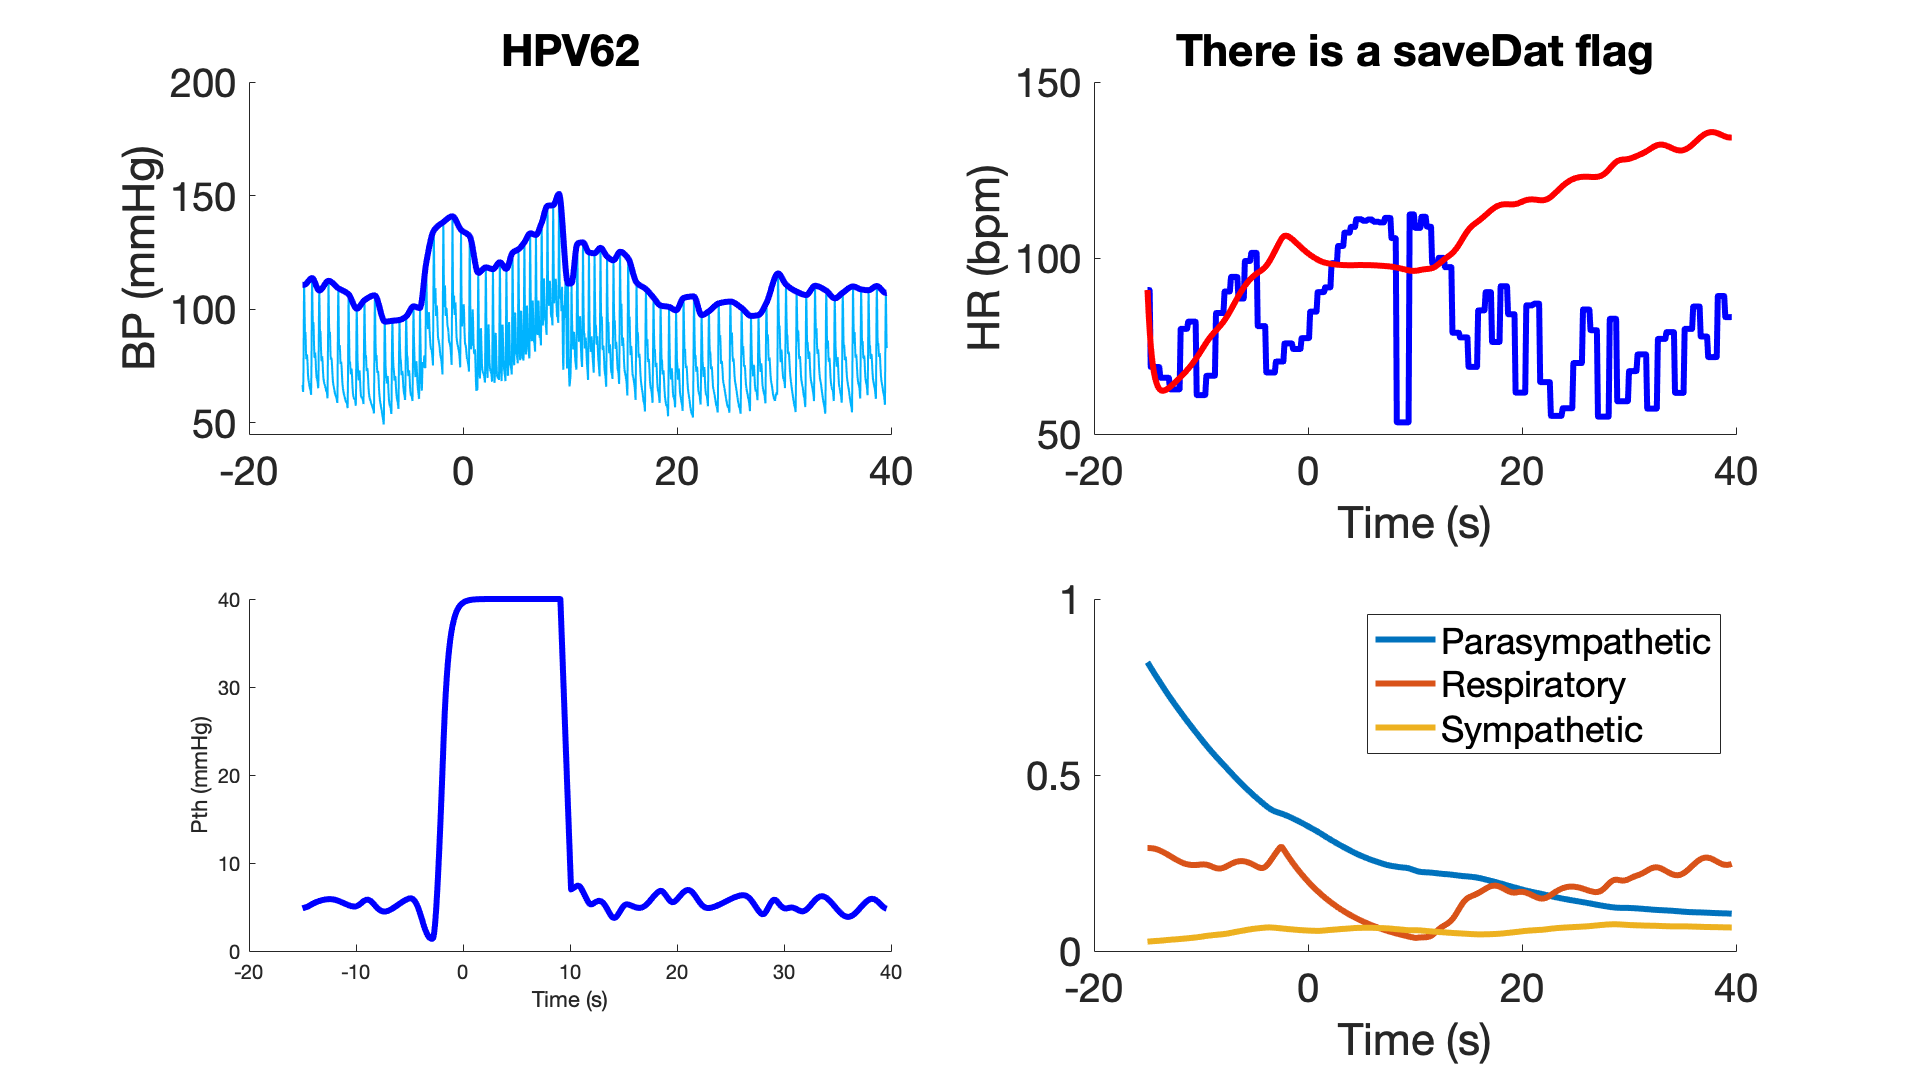 HPV62
200
150
100
50
BP (mmHg)
-20 0 20 40
There is a saveDat flag
150
100
50
HR (bpm)
-20 0 20 40
Time (s)
40
30
20
10
0
Pth (mmHg)
-20 -10 0 10 20 30 40
Time (s)
1
0.5
0
Parasympathetic
Respiratory
Sympathetic
-20 0 20 40
Time (s)